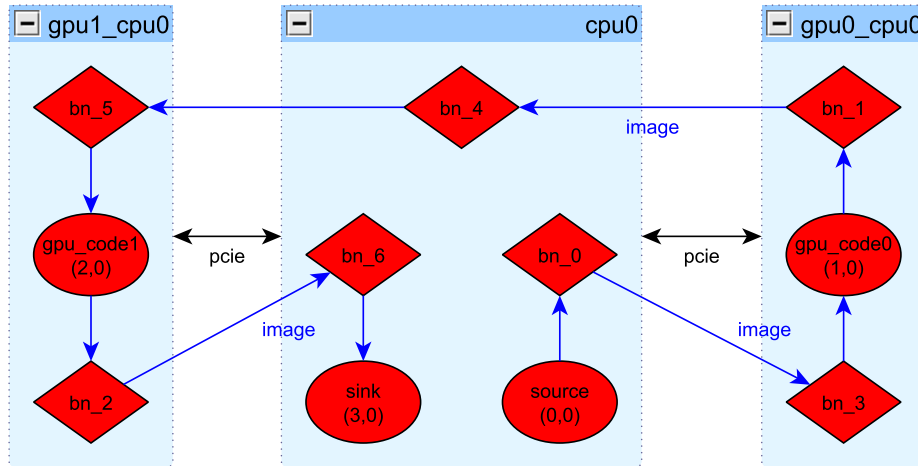 gpu1_cpu0
cpu0
gpu0_cpu0
bn_5
bn_4
bn_1
image
gpu_code1
(2,0)
pcie
bn_6
bn_0
pcie
gpu_code0
(1,0)
image
image
bn_2
sink
(3,0)
source
(0,0)
bn_3